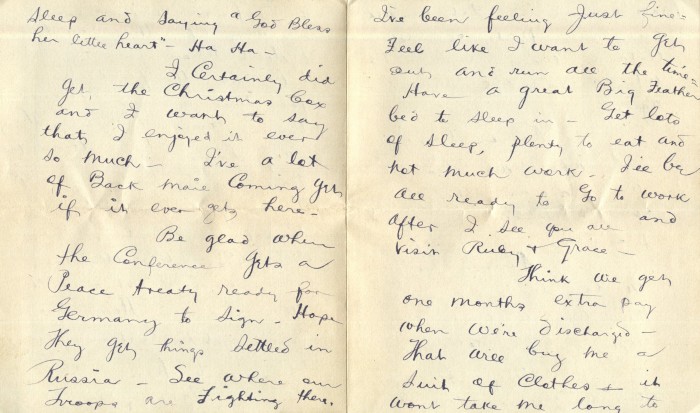 sleep and saying "God Bless
her little heart" - Ha Ha -
I Certainly did
get the Christmas box
and I want to say
that I enjoyed it ever
so much - I've a lot
of Back mail Coming yet
if it ever gets here -
Be glad when
the Conference gets a
Peace treaty ready for
Germany to sign - Hope
they get things settled in
Russia - See where our
troops are Fighting there.
I've been feeling Just fine -
Feel like I want to get
out and run all the time -
Have a great Big Feather
bed to sleep in - Get lots
of sleep, plenty to eat and
not much work - I'll be
all ready to Go to work
after I see you all and
visit Ruby + Grace -
Think we get
one months extra pay
when we're discharged -
That will buy me a
suit of Clothes + it
wont take me long to